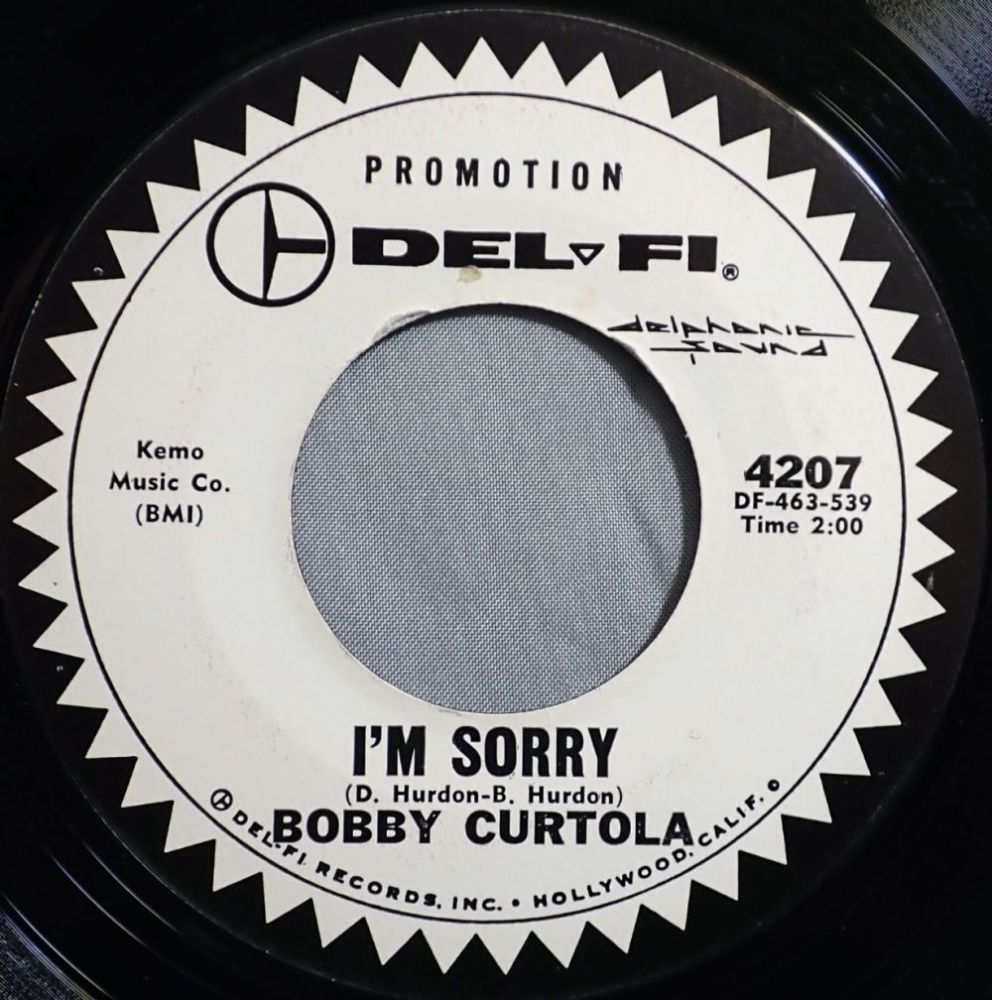 PROMOTION
DEL-FI®
delphonic
sound
Kemo
Music Co.
(BMI)
4207
DF-463-539
Time 2:00
I'M SORRY
(D. Hurdon-B. Hurdon)
BOBBY CURTOLA
DEL-FI RECORDS, INC. • HOLLYWOOD, CALIF.